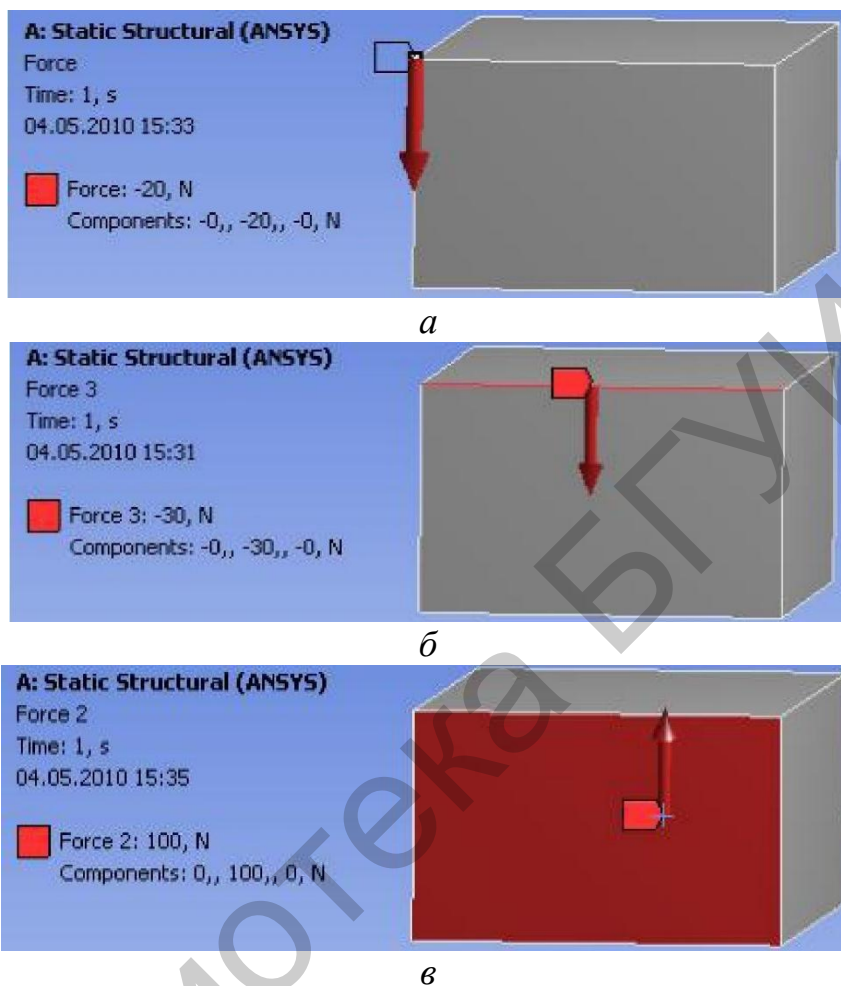 A: Static Structural (ANSYS)
Force
Time: 1, s
04.05.2010 15:33
Force: -20, N
Components: -0,, -20,, -0, N
а
A: Static Structural (ANSYS)
Force 3
Time: 1, s
04.05.2010 15:31
Force 3: -30, N
Components: -0,, -30,, -0, N
б
A: Static Structural (ANSYS)
Force 2
Time: 1, s
04.05.2010 15:35
Force 2: 100, N
Components: 0,, 100,, 0, N
в